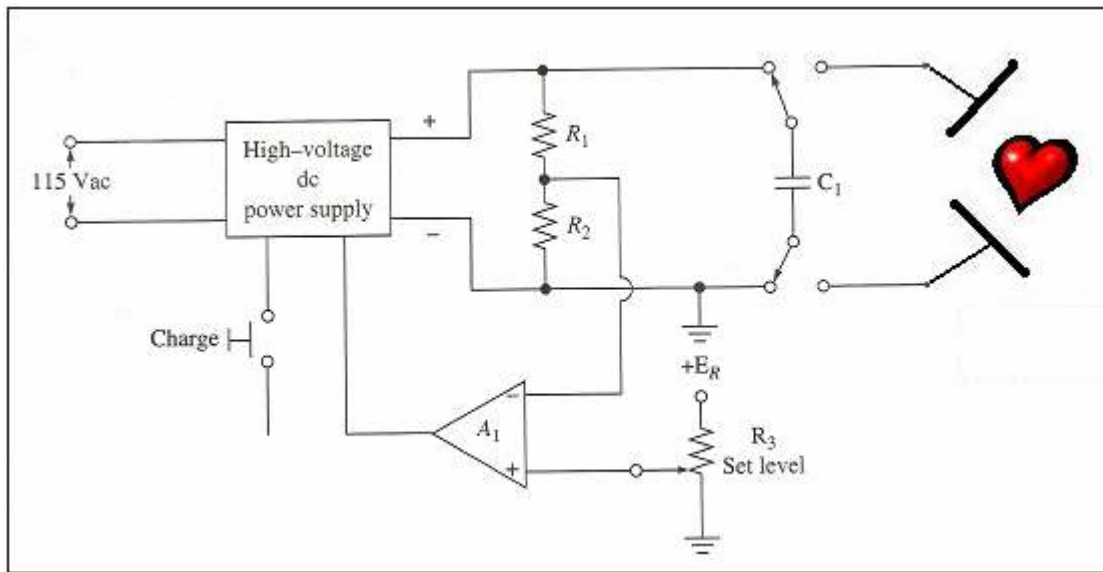 +
High–voltage
dc
power supply
–
115 Vac
R1
R2
C1
Charge
+ER
A1
–
+
R3
Set level